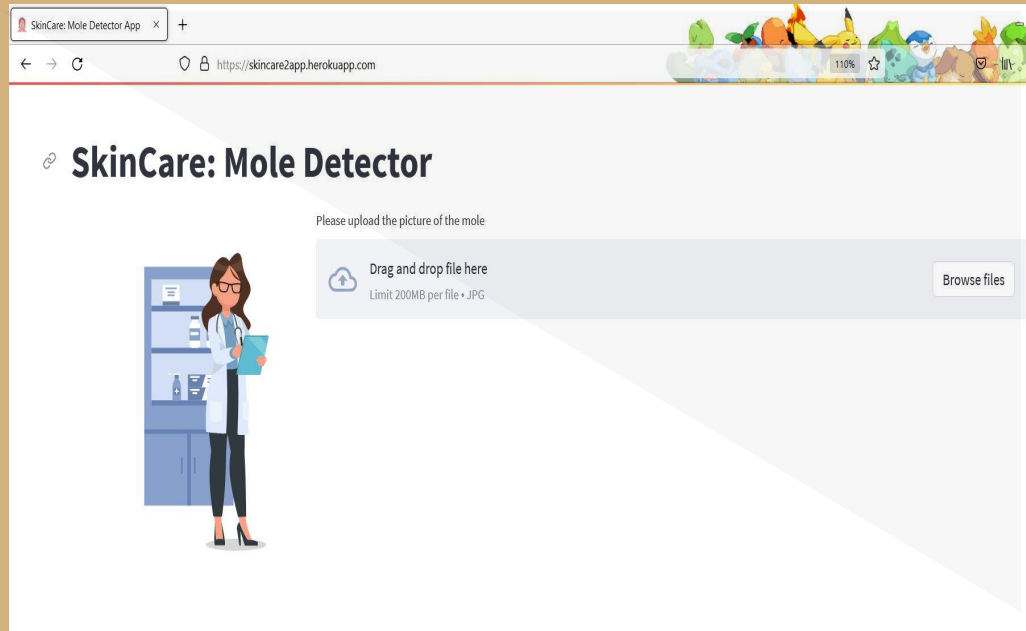 SkinCare: Mole Detector App
https://skincare2app.herokuapp.com
110%
SkinCare: Mole Detector
Please upload the picture of the mole
Drag and drop file here
Limit 200MB per file • JPG
Browse files